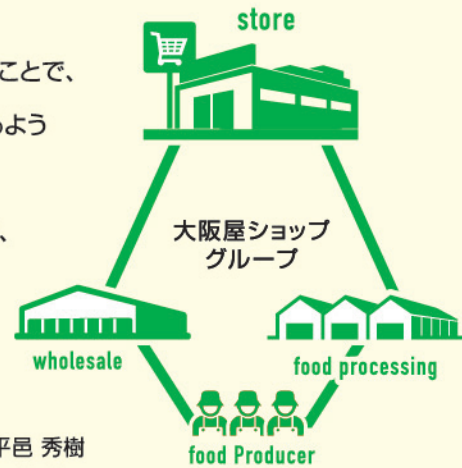 store
ことで、
るよう
、
大阪屋ショップ
グループ
wholesale
food processing
food Producer
平邑 秀樹